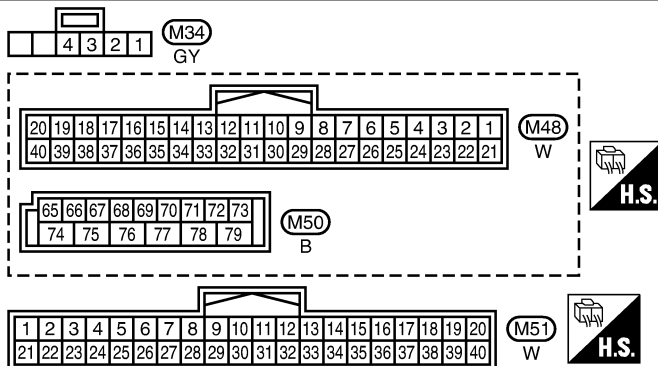 4 3 2 1 M34
GY
20 19 18 17 16 15 14 13 12 11 10 9 8 7 6 5 4 3 2 1 M48
40 39 38 37 36 35 34 33 32 31 30 29 28 27 26 25 24 23 22 21 W
H.S.
65 66 67 68 69 70 71 72 73 M50
74 75 76 77 78 79 B
1 2 3 4 5 6 7 8 9 10 11 12 13 14 15 16 17 18 19 20 M51
21 22 23 24 25 26 27 28 29 30 31 32 33 34 35 36 37 38 39 40 W
H.S.